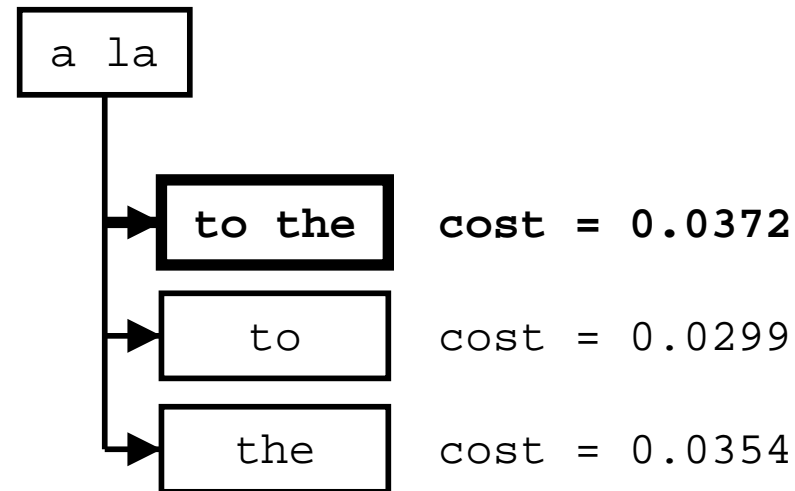 a la
to the cost = 0.0372
to cost = 0.0299
the cost = 0.0354